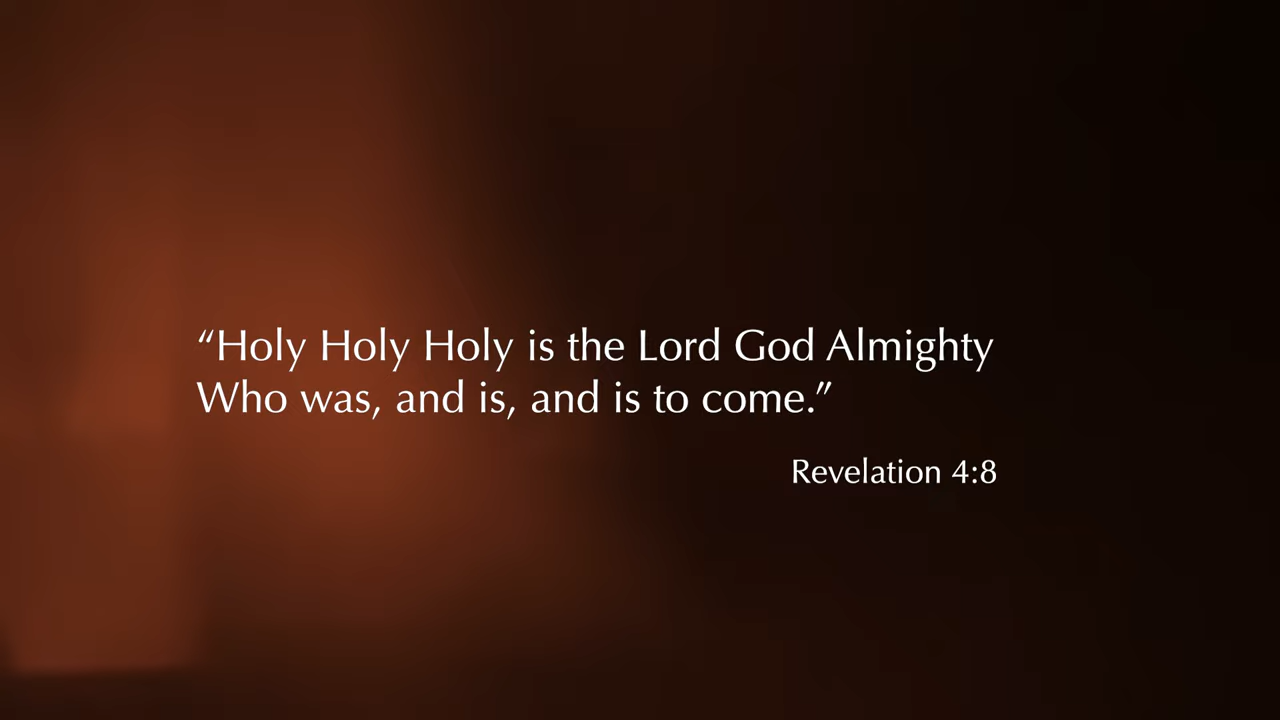 “Holy Holy Holy is the Lord God Almighty
Who was, and is, and is to come.”
Revelation 4:8